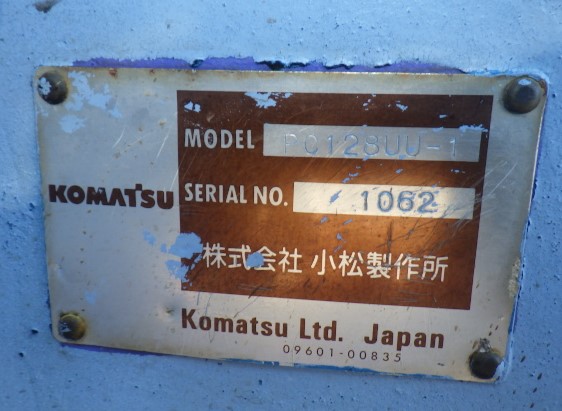 MODEL PC128UU-1
KOMATSU
SERIAL NO. 1062
株式会社 小松製作所
Komatsu Ltd. Japan
09601-00835